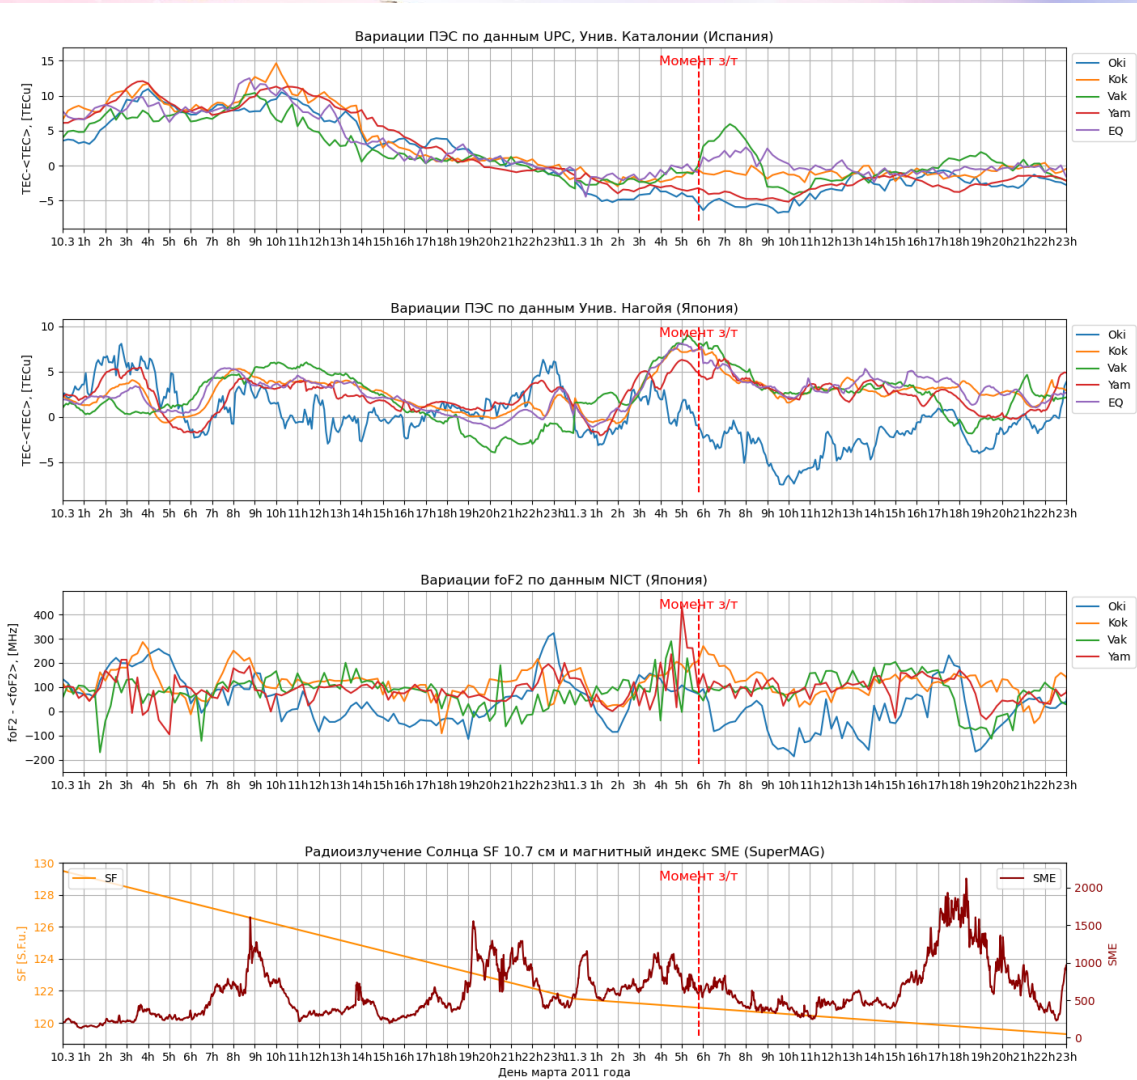 Вариации ПЭС по данным UPC, Унив. Каталонии (Испания)
Момент з/т
TEC-<TEC>, [TECu]
15
10
5
0
−5
Oki
Kok
Vak
Yam
EQ
10.3 1h 2h 3h 4h 5h 6h 7h 8h 9h 10h 11h 12h 13h 14h 15h 16h 17h 18h 19h 20h 21h 22h 23h 11.3 1h 2h 3h 4h 5h 6h 7h 8h 9h 10h 11h 12h 13h 14h 15h 16h 17h 18h 19h 20h 21h 22h 23h
Вариации ПЭС по данным Унив. Нагойя (Япония)
Момент з/т
TEC-<TEC>, [TECu]
10
5
0
−5
Oki
Kok
Vak
Yam
EQ
10.3 1h 2h 3h 4h 5h 6h 7h 8h 9h 10h 11h 12h 13h 14h 15h 16h 17h 18h 19h 20h 21h 22h 23h 11.3 1h 2h 3h 4h 5h 6h 7h 8h 9h 10h 11h 12h 13h 14h 15h 16h 17h 18h 19h 20h 21h 22h 23h
Вариации foF2 по данным NICT (Япония)
Момент з/т
foF2 - <foF2>, [MHz]
400
300
200
100
0
−100
−200
Oki
Kok
Vak
Yam
10.3 1h 2h 3h 4h 5h 6h 7h 8h 9h 10h 11h 12h 13h 14h 15h 16h 17h 18h 19h 20h 21h 22h 23h 11.3 1h 2h 3h 4h 5h 6h 7h 8h 9h 10h 11h 12h 13h 14h 15h 16h 17h 18h 19h 20h 21h 22h 23h
Радиоизлучение Солнца SF 10.7 см и магнитный индекс SME (SuperMAG)
Момент з/т
SF
SME
SF [S.F.u.]
130
128
126
124
122
120
2000
1500
1000
500
0
SME
10.3 1h 2h 3h 4h 5h 6h 7h 8h 9h 10h 11h 12h 13h 14h 15h 16h 17h 18h 19h 20h 21h 22h 23h 11.3 1h 2h 3h 4h 5h 6h 7h 8h 9h 10h 11h 12h 13h 14h 15h 16h 17h 18h 19h 20h 21h 22h 23h
День марта 2011 года